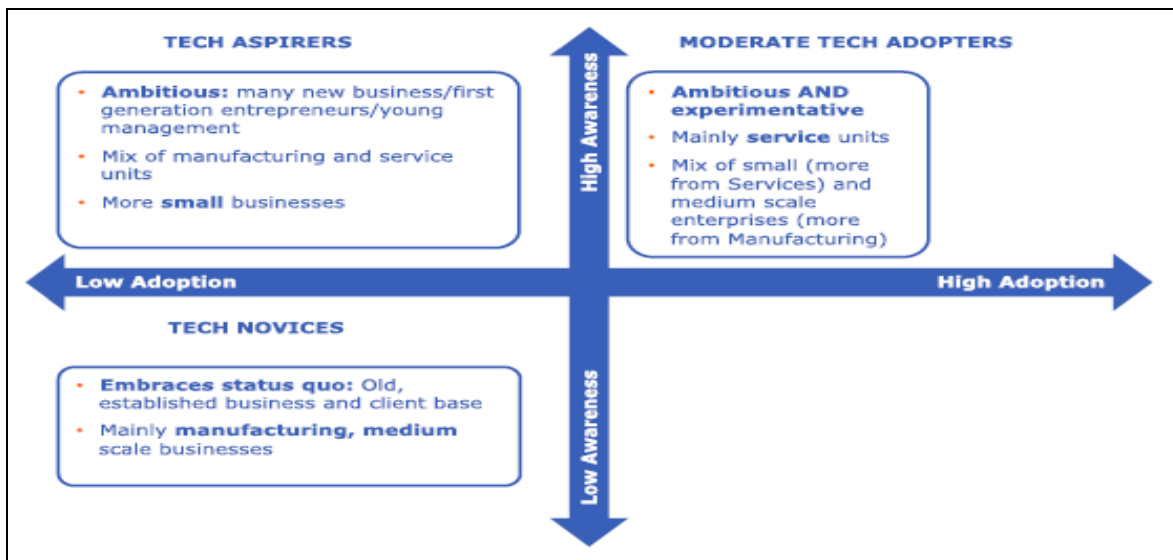 TECH ASPIRERS
• Ambitious: many new business/first
generation entrepreneurs/young
management
• Mix of manufacturing and service
units
• More small businesses
MODERATE TECH ADOPTERS
• Ambitious AND
experimentative
• Mainly service units
• Mix of small (more
from Services) and
medium scale
enterprises (more
from Manufacturing)
High Awareness
Low Adoption
High Adoption
TECH NOVICES
• Embraces status quo: Old,
established business and client base
• Mainly manufacturing, medium
scale businesses
Low Awareness